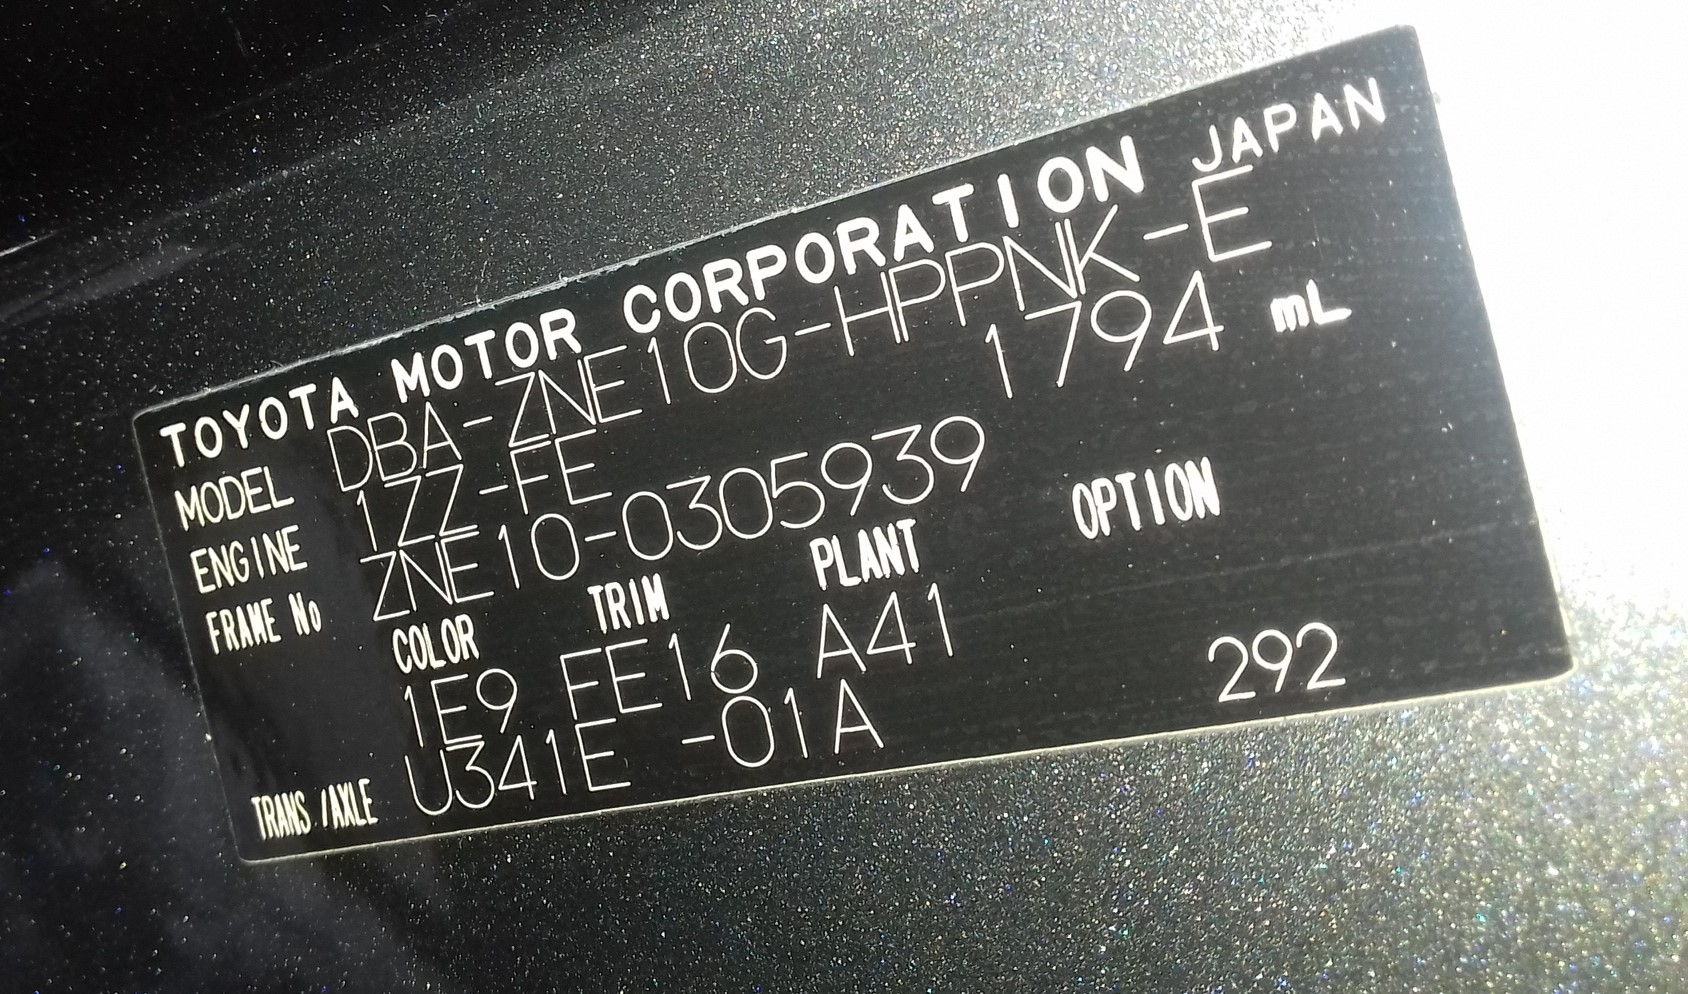 TOYOTA MOTOR CORPORATION JAPAN
MODEL DBA-ZNE10G-HPPNK-E
ENGINE 1ZZ-FE 1794 mL
FRAME No ZNE10-0305939
COLOR TRIM PLANT OPTION
1E9 FE16 A41
TRANS/AXLE U341E -01A 292